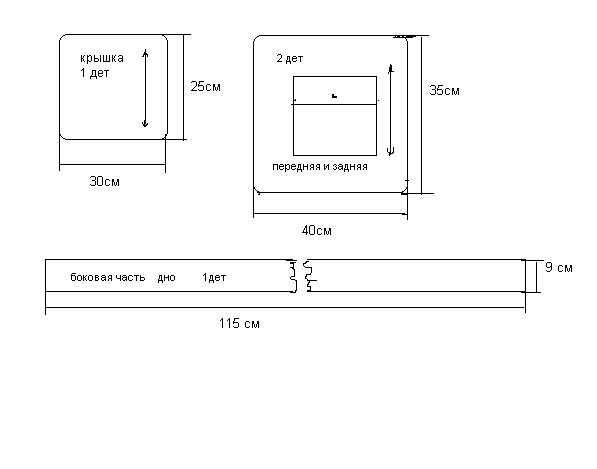 крышка
1 дет
25см
30см
2 дет
35см
передняя и задняя
40см
боковая часть дно 1дет
9 см
115 см